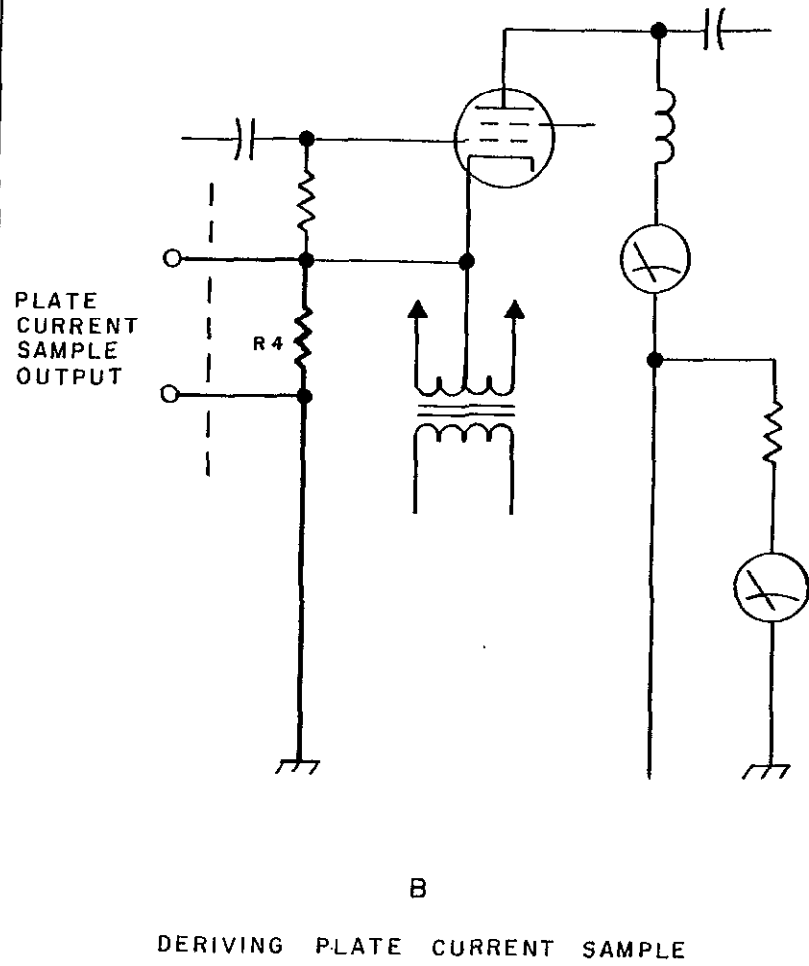 PLATE
CURRENT
SAMPLE
OUTPUT
R4
B
DERIVING PLATE CURRENT SAMPLE